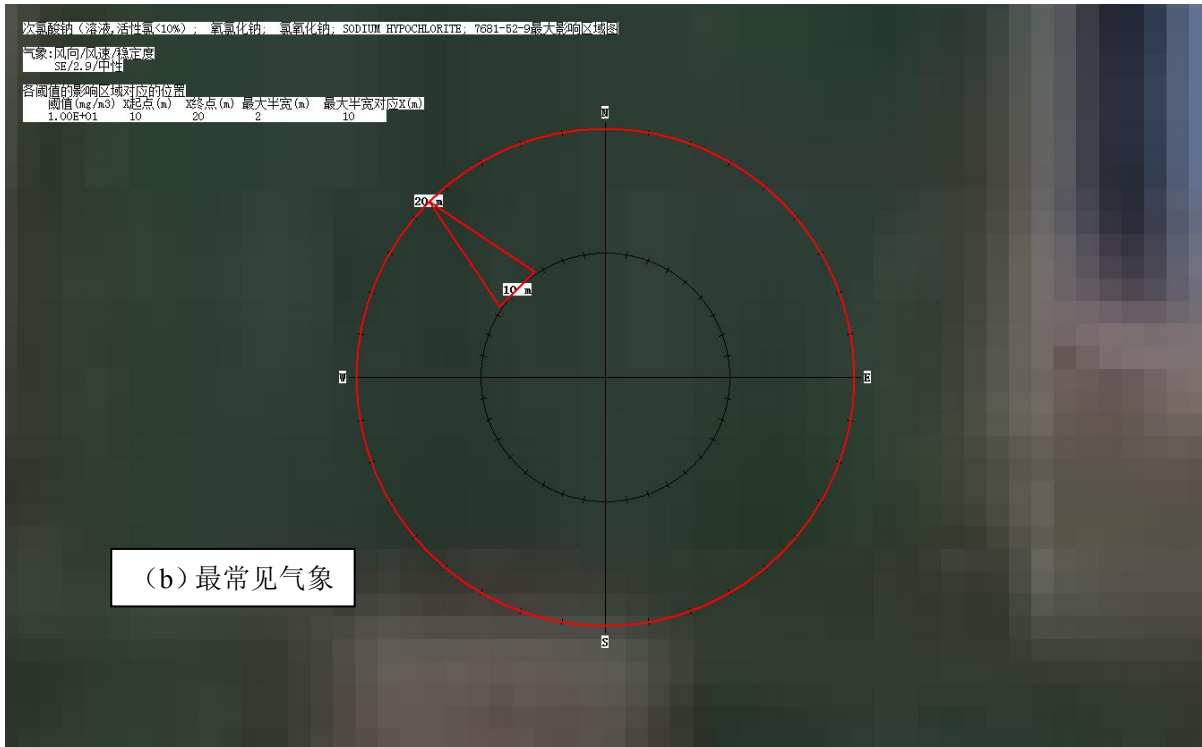 次氯酸钠（溶液,活性氯<10%）; 氧氯化钠; 氯氧化钠; SODIUM HYPOCHLORITE; 7681-52-9最大影响区域图
气象:风向/风速/稳定度
SE/2.9/中性
各阈值的影响区域对应的位置
阈值(mg/m3) X起点(m) X终点(m) 最大半宽(m) 最大半宽对应X(m)
1.00E+01 10 20 2 10
N
20 m
10 m
W
E
（b）最常见气象
S